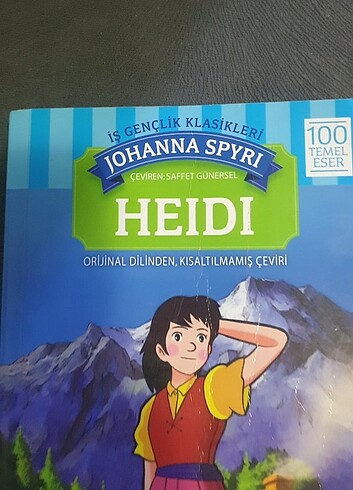 İŞ GENÇLİK KLASİKLERİ
JOHANNA SPYRI
ÇEVİREN: SAFFET GÜNERSEL
HEIDI
ORİJİNAL DİLİNDEN, KISALTILMAMIŞ ÇEVİRİ
100
TEMEL
ESER